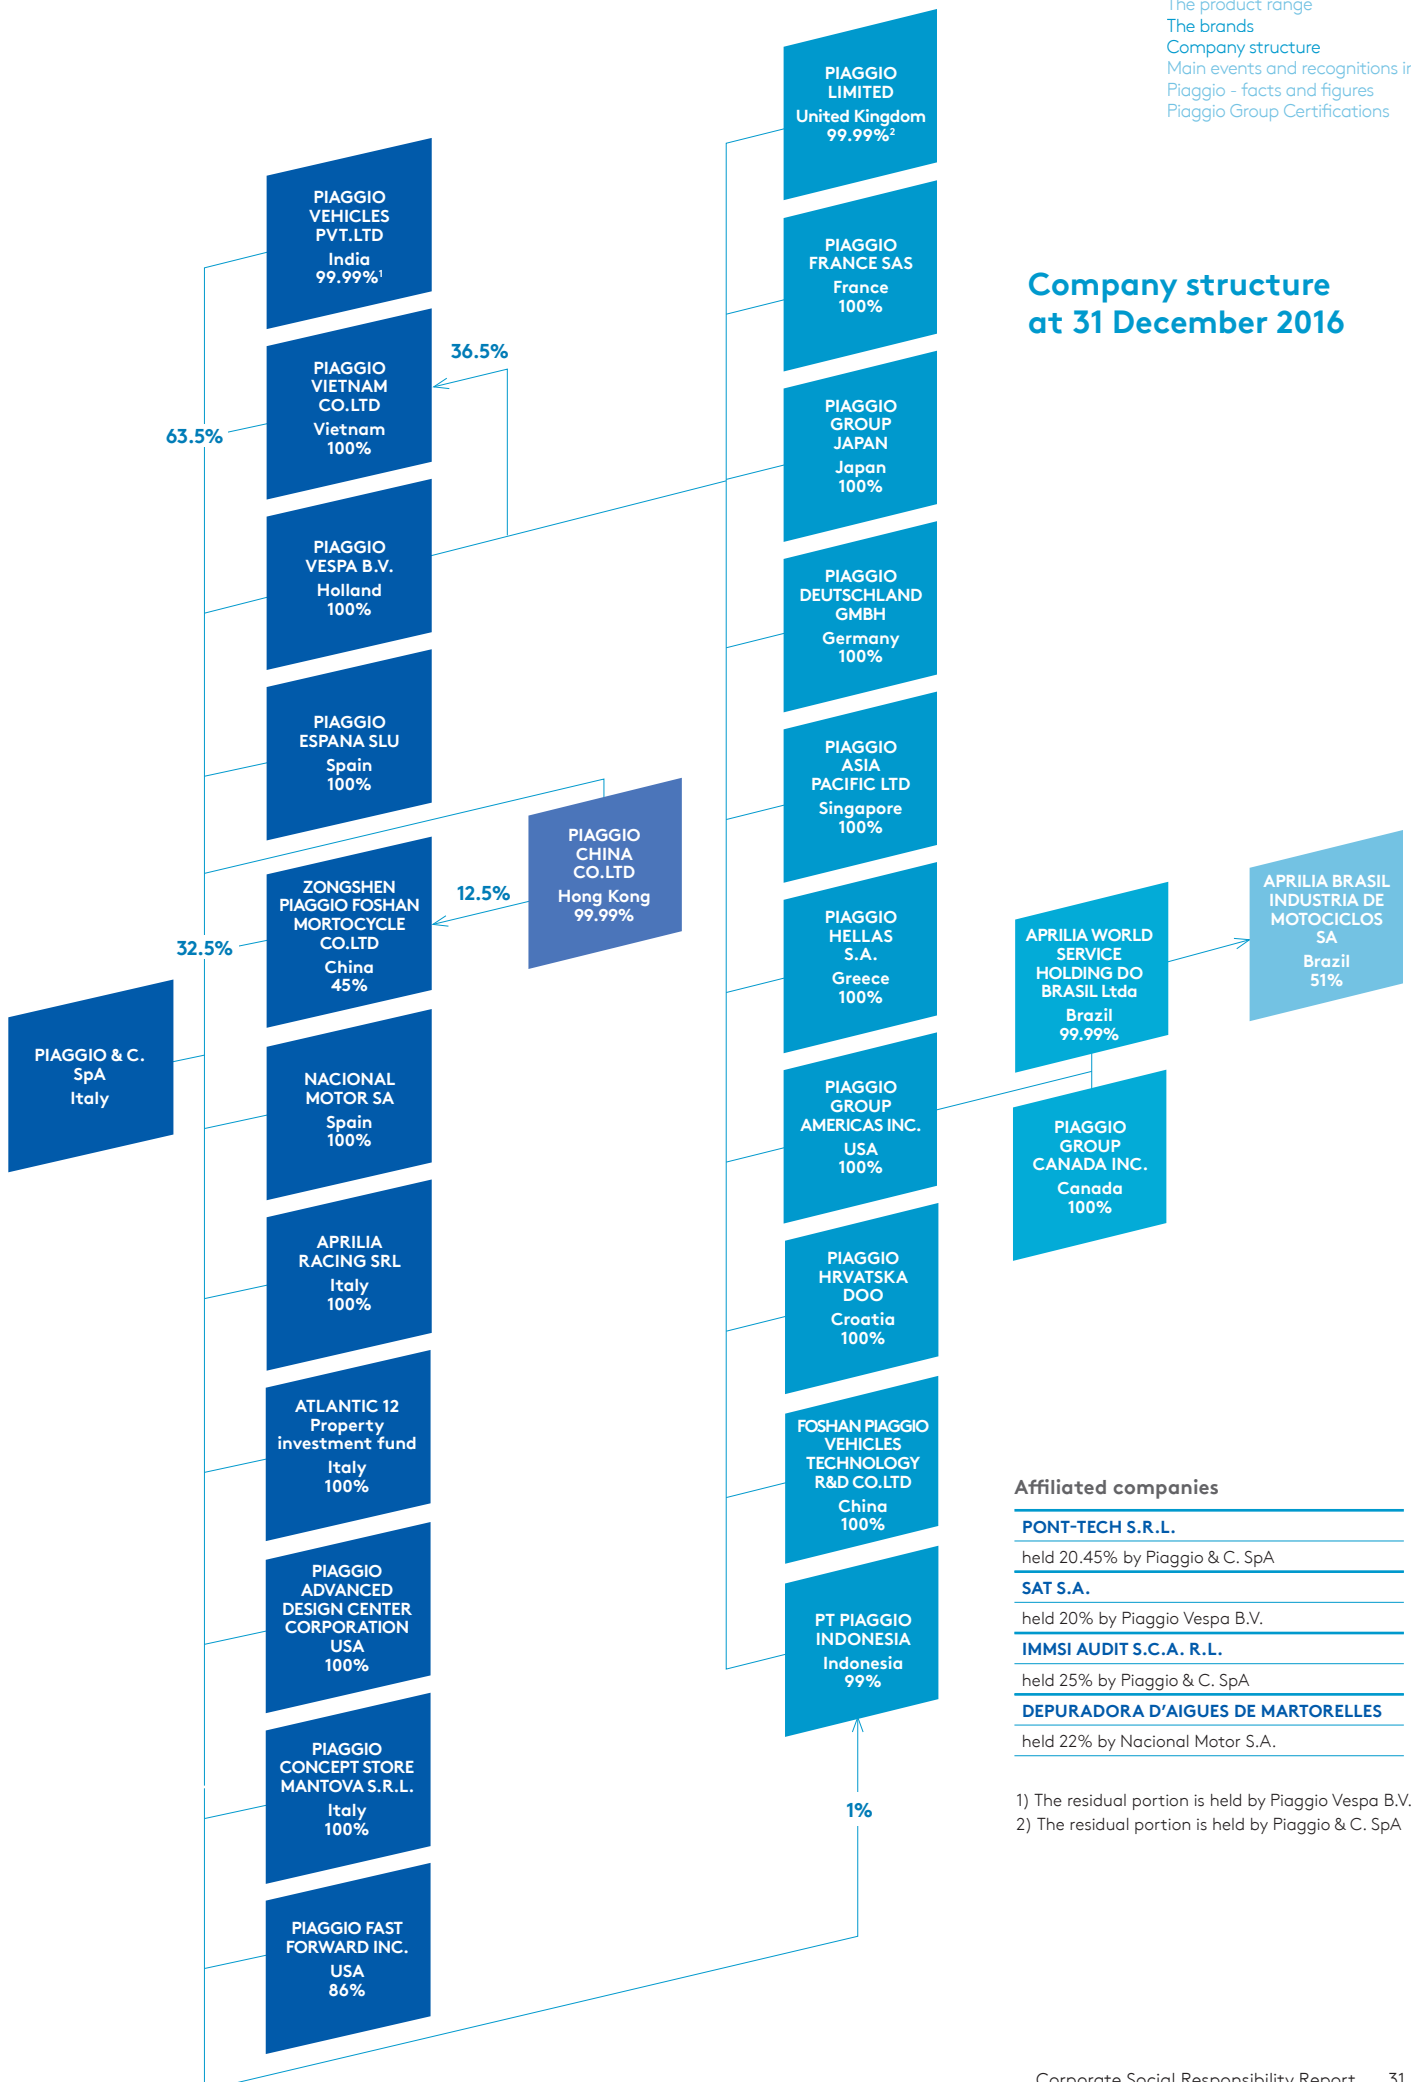 The product range
The brands
Company structure
Main events and recognitions in
Piaggio - facts and figures
Piaggio Group Certifications
Company structure
at 31 December 2016
PIAGGIO & C.
SpA
Italy
PIAGGIO
VEHICLES
PVT.LTD
India
99.99%¹
63.5%
PIAGGIO
VIETNAM
CO.LTD
Vietnam
100%
36.5%
PIAGGIO
VESPA B.V.
Holland
100%
PIAGGIO
ESPANA SLU
Spain
100%
32.5%
ZONGSHEN
PIAGGIO FOSHAN
MORTOCYCLE
CO.LTD
China
45%
12.5%
PIAGGIO
CHINA
CO.LTD
Hong Kong
99.99%
NACIONAL
MOTOR SA
Spain
100%
APRILIA
RACING SRL
Italy
100%
ATLANTIC 12
Property
investment fund
Italy
100%
PIAGGIO
ADVANCED
DESIGN CENTER
CORPORATION
USA
100%
PIAGGIO
CONCEPT STORE
MANTOVA S.R.L.
Italy
100%
PIAGGIO FAST
FORWARD INC.
USA
86%
PIAGGIO
LIMITED
United Kingdom
99.99%²
PIAGGIO
FRANCE SAS
France
100%
PIAGGIO
GROUP
JAPAN
Japan
100%
PIAGGIO
DEUTSCHLAND
GMBH
Germany
100%
PIAGGIO
ASIA
PACIFIC LTD
Singapore
100%
PIAGGIO
HELLAS
S.A.
Greece
100%
PIAGGIO
GROUP
AMERICAS INC.
USA
100%
PIAGGIO
HRVATSKA
DOO
Croatia
100%
FOSHAN PIAGGIO
VEHICLES
TECHNOLOGY
R&D CO.LTD
China
100%
PT PIAGGIO
INDONESIA
Indonesia
99%
1%
APRILIA WORLD
SERVICE
HOLDING DO
BRASIL Ltda
Brazil
99.99%
PIAGGIO
GROUP
CANADA INC.
Canada
100%
APRILIA BRASIL
INDUSTRIA DE
MOTOCICLOS
SA
Brazil
51%
Affiliated companies
PONT-TECH S.R.L.
held 20.45% by Piaggio & C. SpA
SAT S.A.
held 20% by Piaggio Vespa B.V.
IMMSI AUDIT S.C.A. R.L.
held 25% by Piaggio & C. SpA
DEPURADORA D'AIGUES DE MARTORELLES
held 22% by Nacional Motor S.A.
1) The residual portion is held by Piaggio Vespa B.V.
2) The residual portion is held by Piaggio & C. SpA
Corporate Social Responsibility Report 31